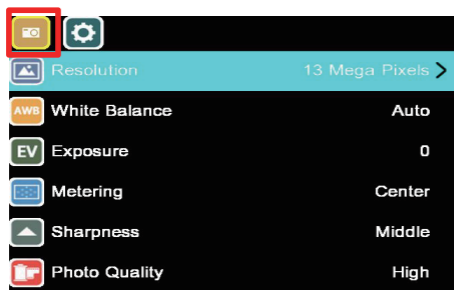 Resolution 13 Mega Pixels
AWB White Balance Auto
EV Exposure 0
Metering Center
Sharpness Middle
Photo Quality High